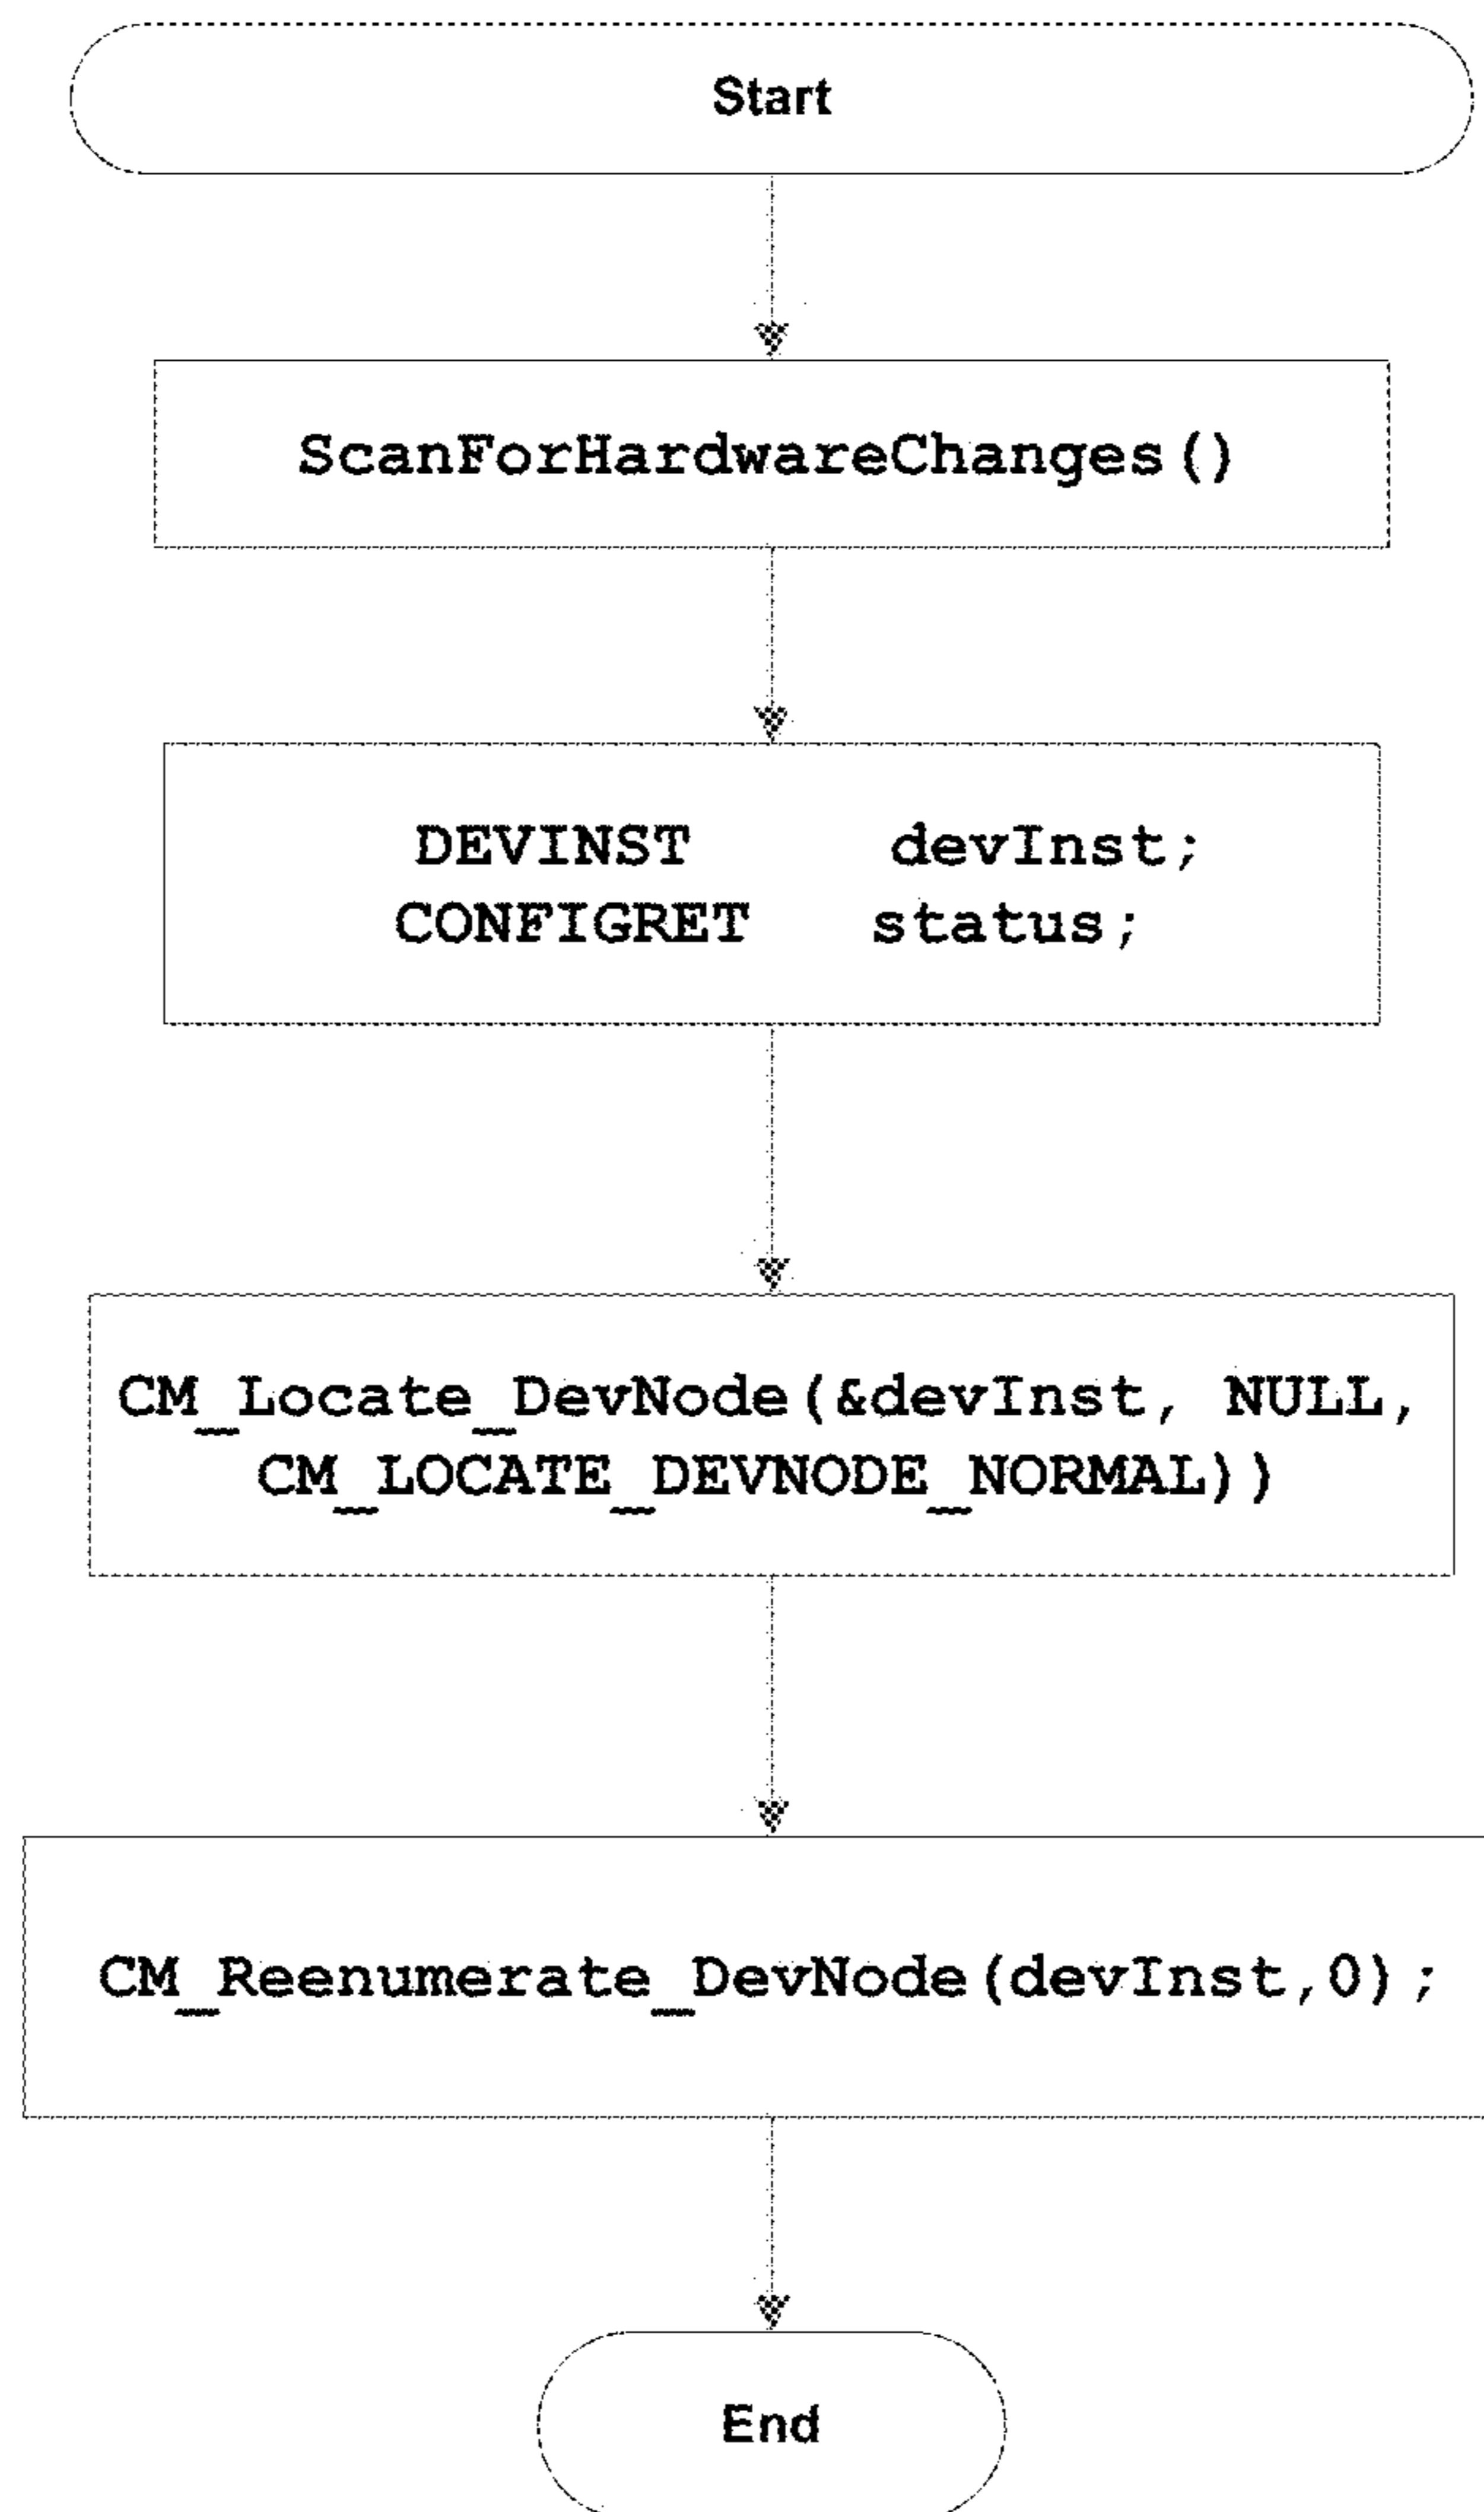 Start
ScanForHardwareChanges()
DEVINST devInst;
CONFIGRET status;
CM_Locate_DevNode(&devInst, NULL,
CM_LOCATE_DEVNODE_NORMAL))
CM_Reenumerate_DevNode(devInst,0);
End